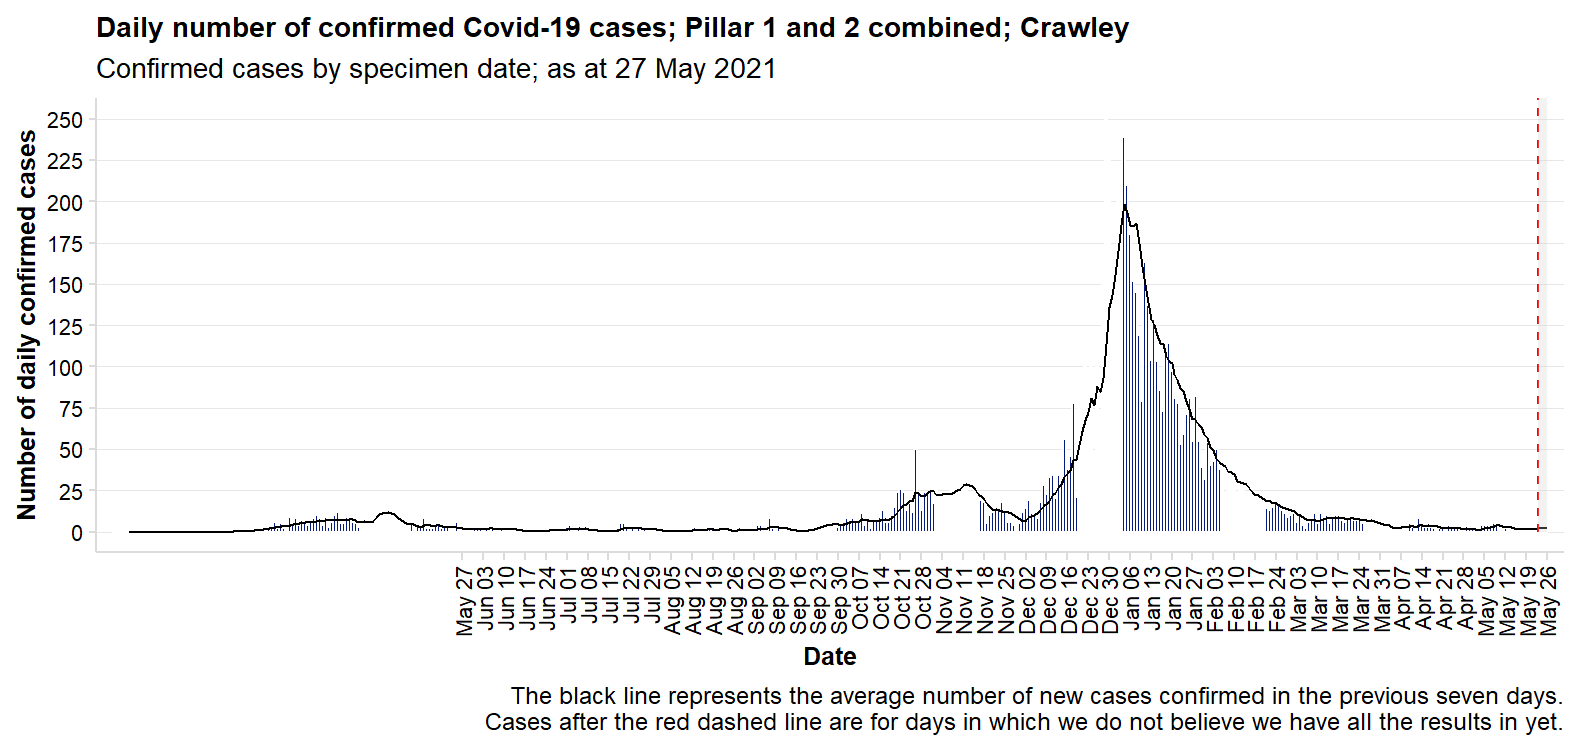 Daily number of confirmed Covid-19 cases; Pillar 1 and 2 combined; Crawley
Confirmed cases by specimen date; as at 27 May 2021
Number of daily confirmed cases
250
225
200
175
150
125
100
75
50
25
0
May 27
Jun 03
Jun 10
Jun 17
Jun 24
Jul 01
Jul 08
Jul 15
Jul 22
Jul 29
Aug 05
Aug 12
Aug 19
Aug 26
Sep 02
Sep 09
Sep 16
Sep 23
Sep 30
Oct 07
Oct 14
Oct 21
Oct 28
Nov 04
Nov 11
Nov 18
Nov 25
Dec 02
Dec 09
Dec 16
Dec 23
Dec 30
Jan 06
Jan 13
Jan 20
Jan 27
Feb 03
Feb 10
Feb 17
Feb 24
Mar 03
Mar 10
Mar 17
Mar 24
Mar 31
Apr 07
Apr 14
Apr 21
Apr 28
May 05
May 12
May 19
May 26
Date
The black line represents the average number of new cases confirmed in the previous seven days.
Cases after the red dashed line are for days in which we do not believe we have all the results in yet.